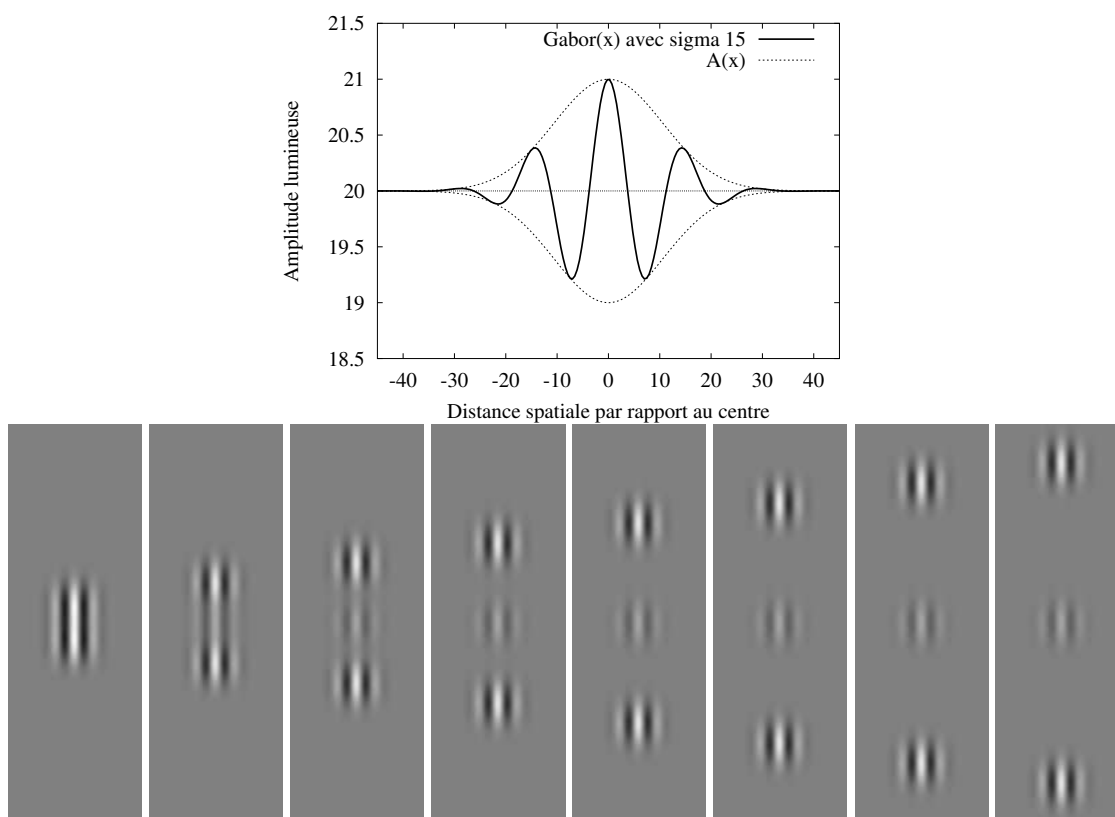 21.5
Gabor(x) avec sigma 15
A(x)
21
20.5
20
19.5
19
18.5
Amplitude lumineuse
-40 -30 -20 -10 0 10 20 30 40
Distance spatiale par rapport au centre